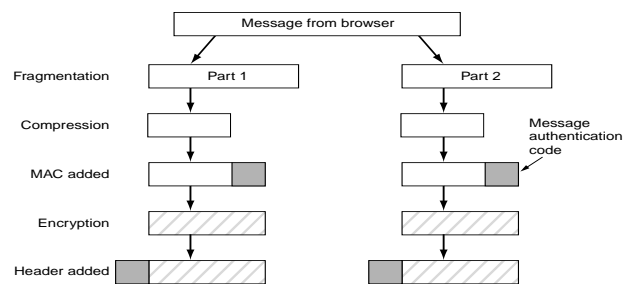 Message from browser
Fragmentation
Part 1
Part 2
Compression
Message
authentication
code
MAC added
Encryption
Header added